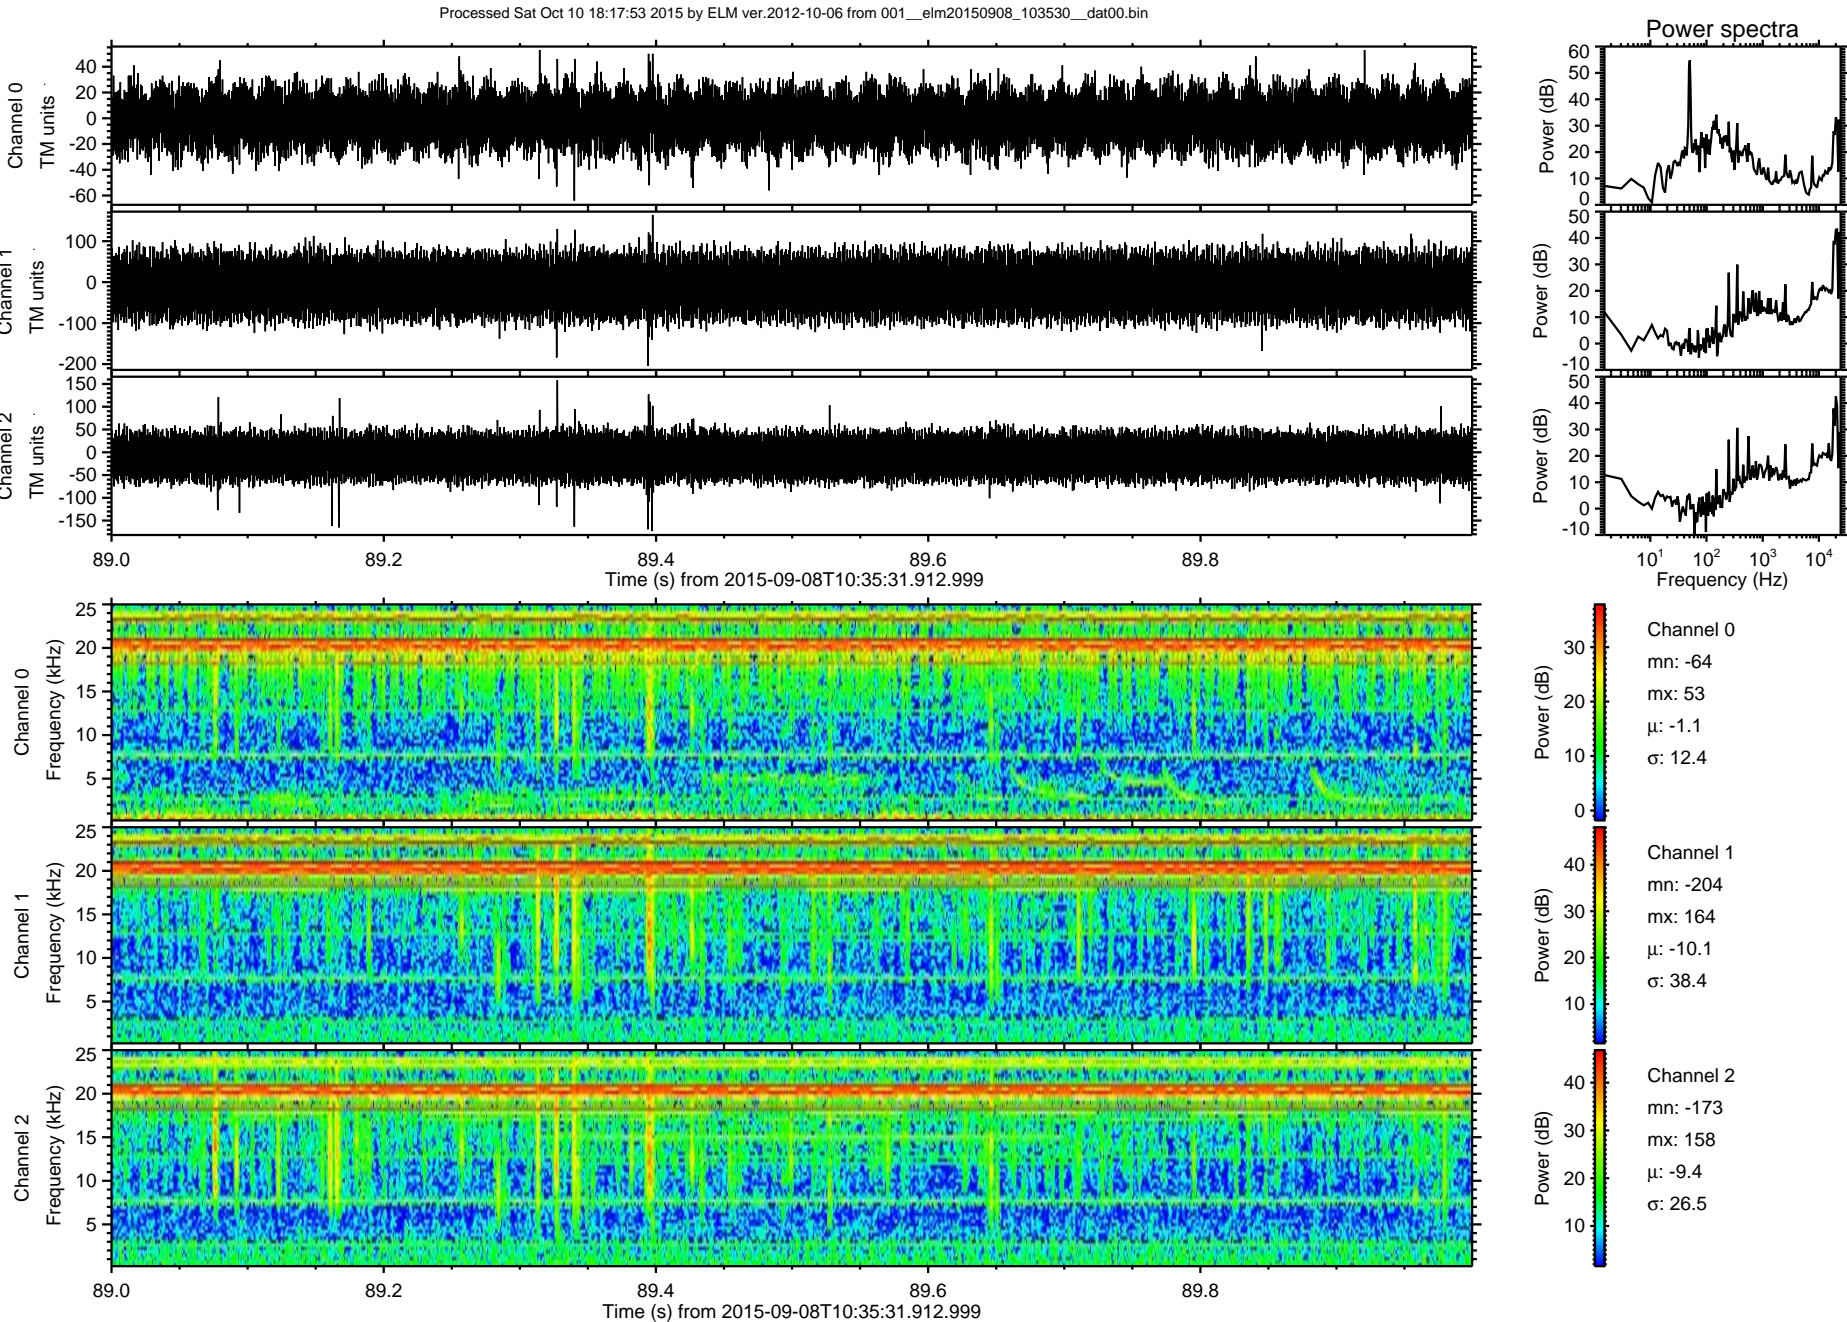 Processed Sat Oct 10 18:17:53 2015 by ELM ver.2012-10-06 from 001__elm20150908_103530__dat00.bin
Power spectra
Channel 0
TM units
40
20
0
-20
-40
-60
Power (dB)
60
50
40
30
20
10
0
Channel 1
TM units
100
0
-100
-200
Power (dB)
50
40
30
20
10
0
-10
Channel 2
TM units
150
100
50
0
-50
-100
-150
Power (dB)
50
40
30
20
10
0
-10
89.0 89.2 89.4 89.6 89.8
Time (s) from 2015-09-08T10:35:31.912.999
10¹ 10² 10³ 10⁴
Frequency (Hz)
Channel 0
Frequency (kHz)
25
20
15
10
5
Power (dB)
30
20
10
0
Channel 0
mn: -64
mx: 53
μ: -1.1
σ: 12.4
Channel 1
Frequency (kHz)
25
20
15
10
5
Power (dB)
40
30
20
10
Channel 1
mn: -204
mx: 164
μ: -10.1
σ: 38.4
Channel 2
Frequency (kHz)
25
20
15
10
5
Power (dB)
40
30
20
10
Channel 2
mn: -173
mx: 158
μ: -9.4
σ: 26.5
89.0 89.2 89.4 89.6 89.8
Time (s) from 2015-09-08T10:35:31.912.999